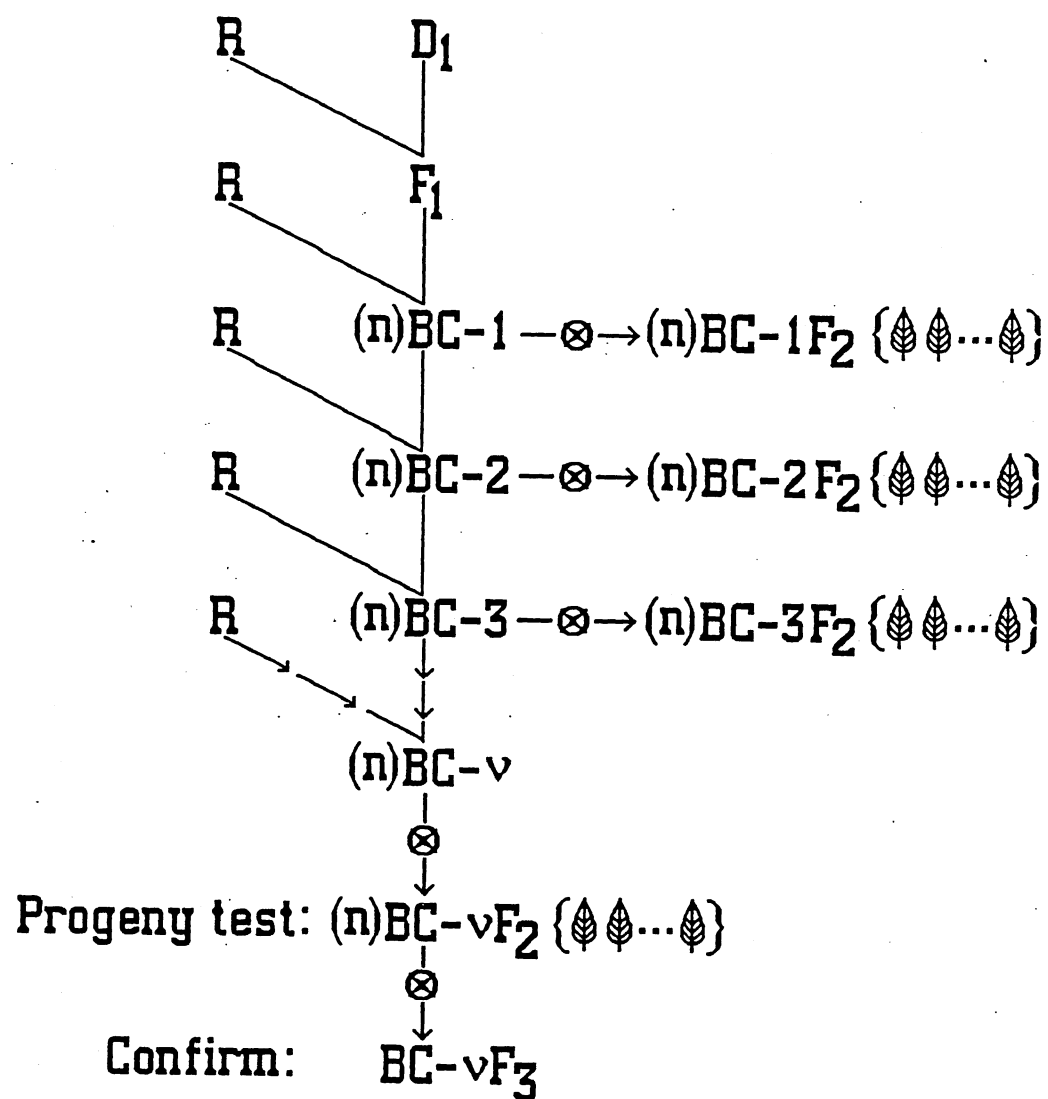 R D₁
R F₁
R (n)BC-1 —⊗→ (n)BC-1F₂ { ... }
R (n)BC-2 —⊗→ (n)BC-2F₂ { ... }
R (n)BC-3 —⊗→ (n)BC-3F₂ { ... }
(n)BC-ν
⊗
Progeny test: (n)BC-νF₂ { ... }
⊗
Confirm: BC-νF₃